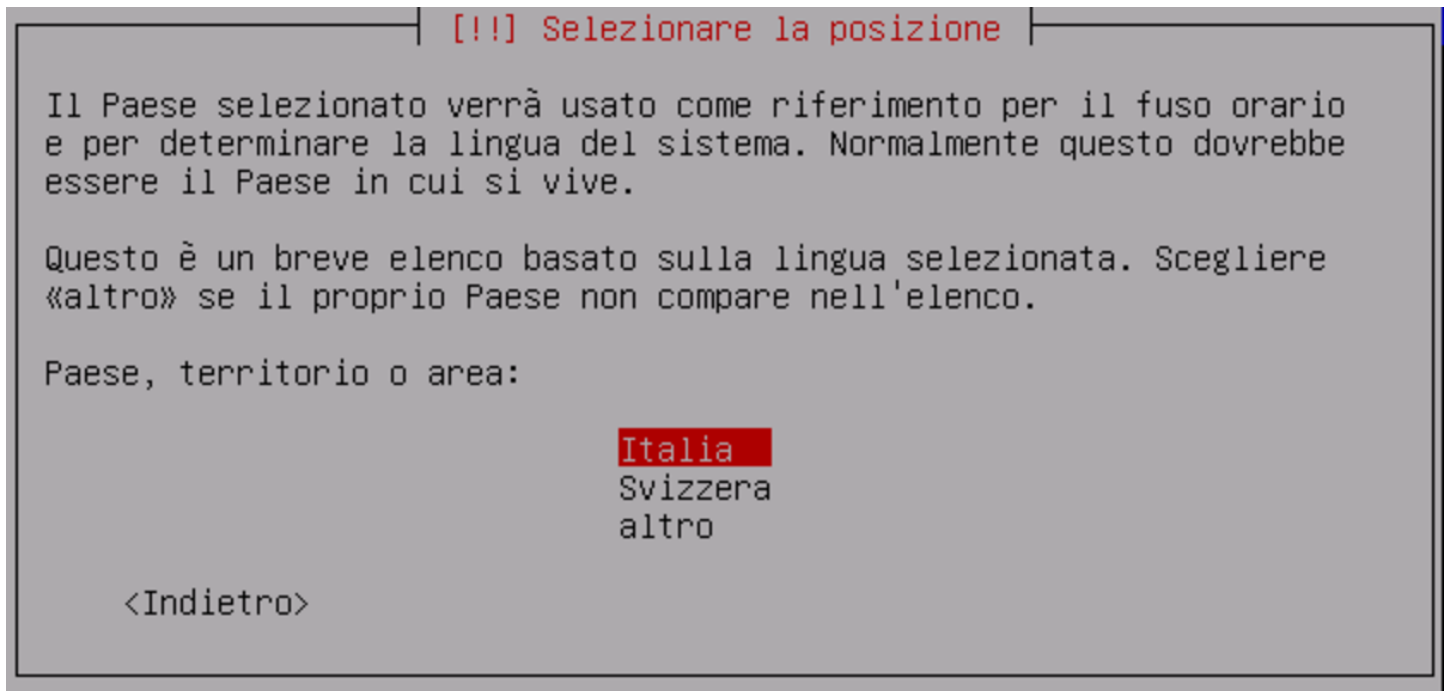 [!!] Selezionare la posizione
Il Paese selezionato verrà usato come riferimento per il fuso orario
e per determinare la lingua del sistema. Normalmente questo dovrebbe
essere il Paese in cui si vive.
Questo è un breve elenco basato sulla lingua selezionata. Scegliere
«altro» se il proprio Paese non compare nell'elenco.
Paese, territorio o area:
Italia
Svizzera
altro
<Indietro>